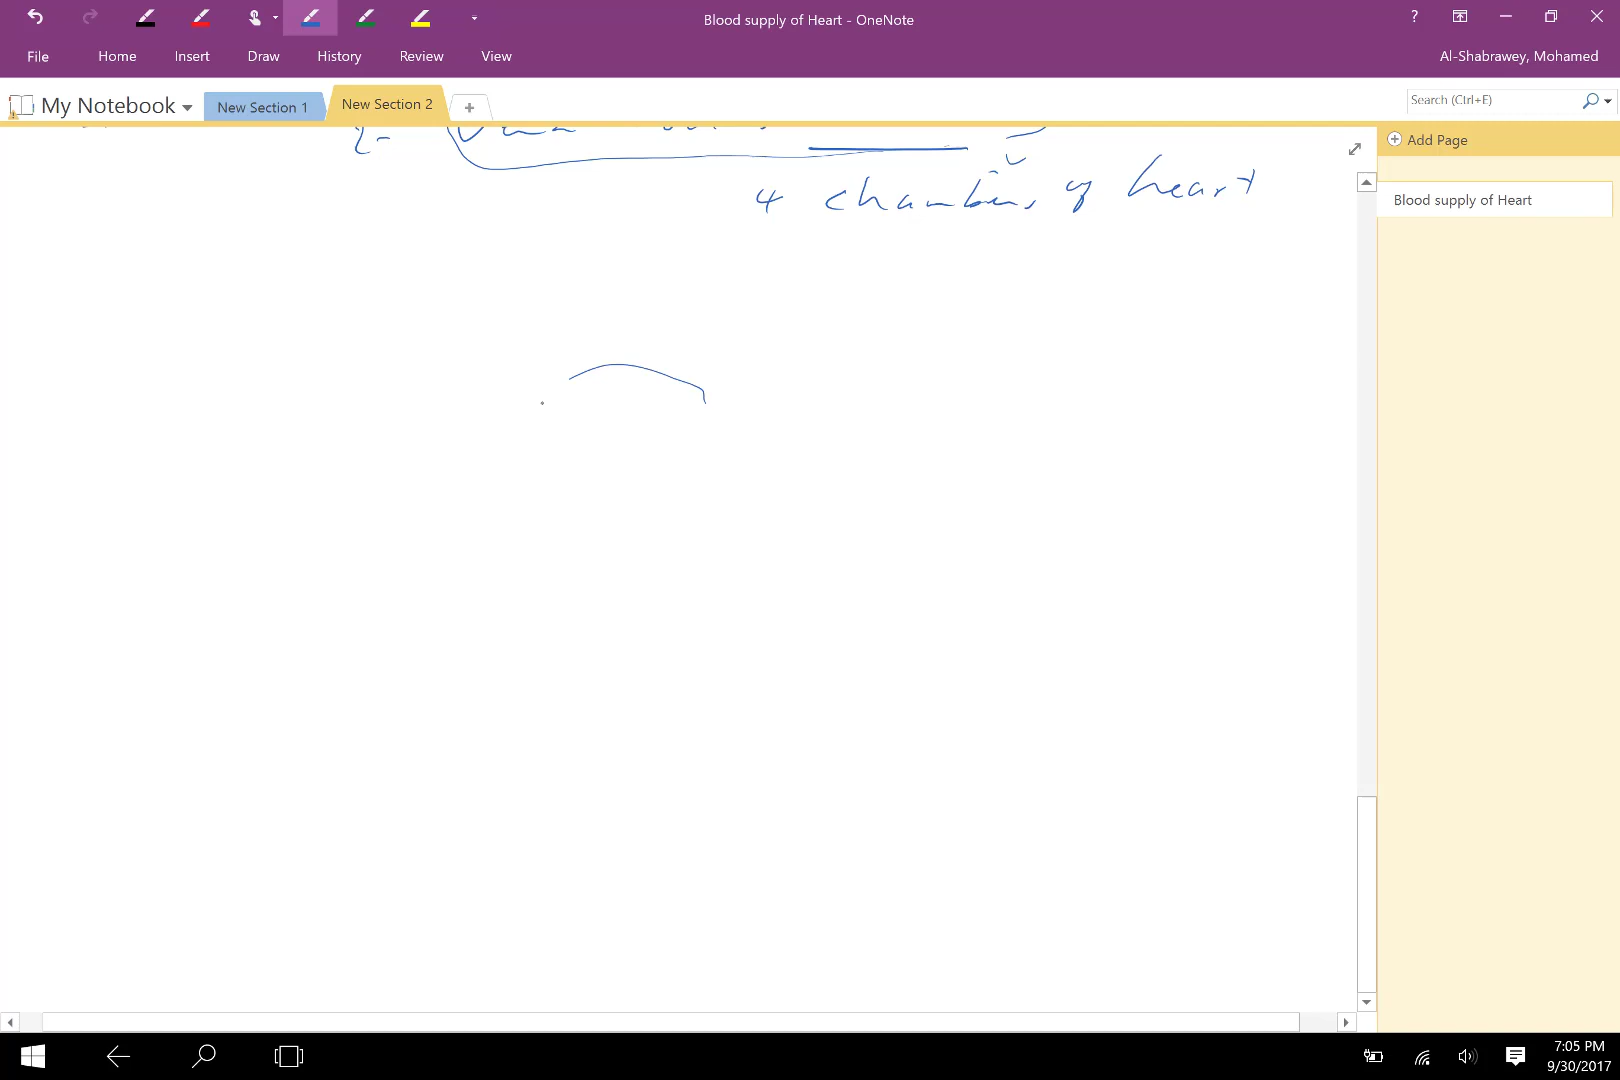 Blood supply of Heart - OneNote
?
File Home Insert Draw History Review View
Al-Shabrawey, Mohamed
My Notebook New Section 1 New Section 2 +
Search (Ctrl+E)
Add Page
4 chambers of heart
Blood supply of Heart
7:05 PM
9/30/2017